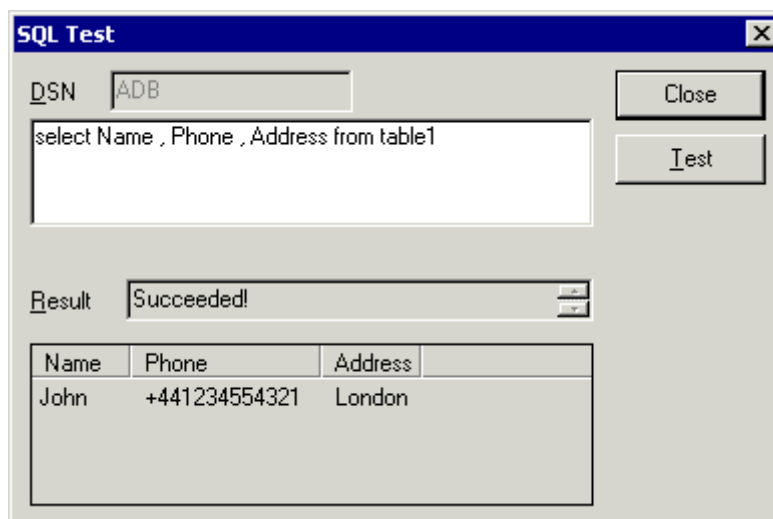 SQL Test
DSN ADB Close
select Name , Phone , Address from table1
Test
Result Succeeded!
Name Phone Address
John +441234554321 London